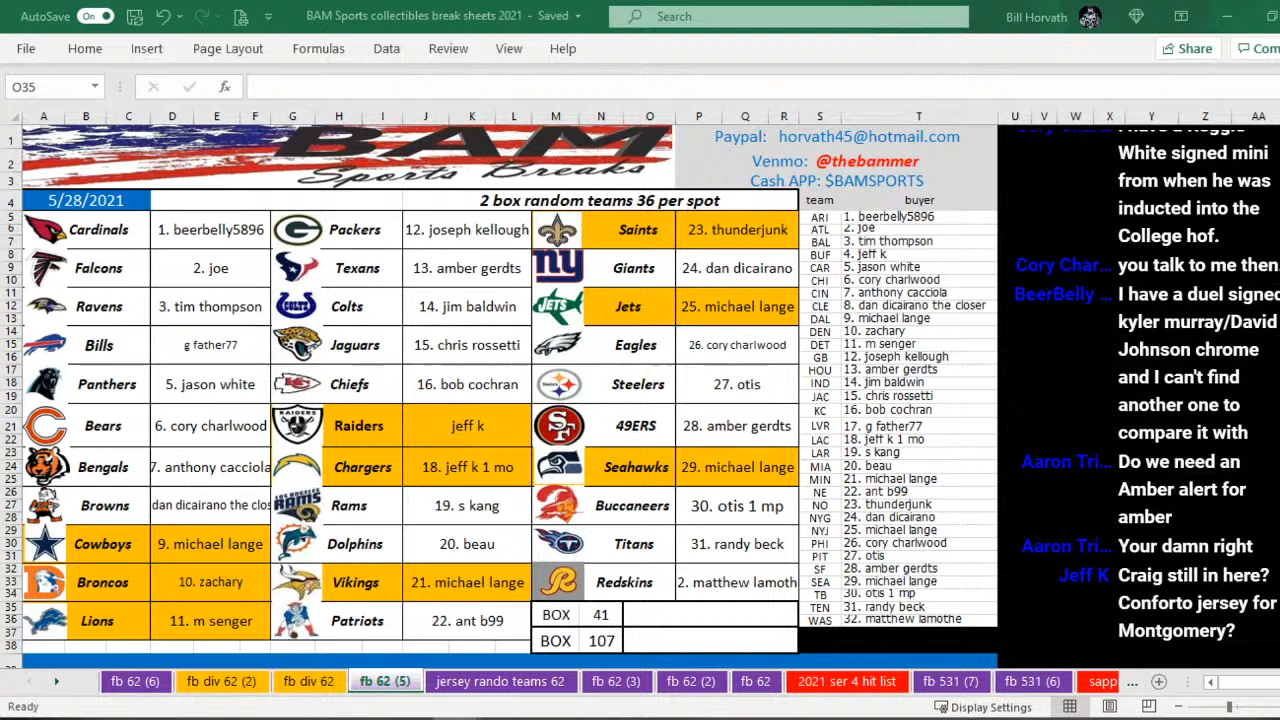 AutoSave On BAM Sports collectibles break sheets 2021 - Saved Search Bill Horvath
File Home Insert Page Layout Formulas Data Review View Help Share Com
O35 fx
A B C D E F G H I J K L M N O P Q R S T U V W X Y Z AA
BAM
Sports Breaks
Paypal: horvath45@hotmail.com
Venmo: @thebammer
Cash APP: $BAMSPORTS
5/28/2021 2 box random teams 36 per spot team buyer
Cardinals 1. beerbelly5896 Packers 12. joseph kellough Saints 23. thunderjunk
Falcons 2. joe Texans 13. amber gerdts Giants 24. dan dicairano
Ravens 3. tim thompson Colts 14. jim baldwin Jets 25. michael lange
Bills g father77 Jaguars 15. chris rossetti Eagles 26. cory charlwood
Panthers 5. jason white Chiefs 16. bob cochran Steelers 27. otis
Bears 6. cory charlwood Raiders jeff k 49ERS 28. amber gerdts
Bengals 7. anthony cacciola Chargers 18. jeff k 1 mo Seahawks 29. michael lange
Browns dan dicairano the clos Rams 19. s kang Buccaneers 30. otis 1 mp
Cowboys 9. michael lange Dolphins 20. beau Titans 31. randy beck
Broncos 10. zachary Vikings 21. michael lange Redskins 2. matthew lamoth
Lions 11. m senger Patriots 22. ant b99 BOX 41
BOX 107
ARI 1. beerbelly5896
ATL 2. joe
BAL 3. tim thompson
BUF 4. jeff k
CAR 5. jason white
CHI 6. cory charlwood
CIN 7. anthony cacciola
CLE 8. dan dicairano the closer
DAL 9. michael lange
DEN 10. zachary
DET 11. m senger
GB 12. joseph kellough
HOU 13. amber gerdts
IND 14. jim baldwin
JAC 15. chris rossetti
KC 16. bob cochran
LVR 17. g father77
LAC 18. jeff k 1 mo
LAR 19. s kang
MIA 20. beau
MIN 21. michael lange
NE 22. ant b99
NO 23. thunderjunk
NYG 24. dan dicairano
NYJ 25. michael lange
PHI 26. cory charlwood
PIT 27. otis
SF 28. amber gerdts
SEA 29. michael lange
TB 30. otis 1 mp
TEN 31. randy beck
WAS 32. matthew lamothe
White signed mini
from when he was
inducted into the
College hof.
Cory Char... you talk to me then.
BeerBelly ... I have a duel signed
kyler murray/David
Johnson chrome
and I can't find
another one to
compare it with
Aaron Tri... Do we need an
Amber alert for
amber
Aaron Tri... Your damn right
Jeff K Craig still in here?
Conforto jersey for
Montgomery?
fb 62 (6) fb div 62 (2) fb div 62 fb 62 (5) jersey rando teams 62 fb 62 (3) fb 62 (2) fb 62 2021 ser 4 hit list fb 531 (7) fb 531 (6) sapp ...
Ready Display Settings